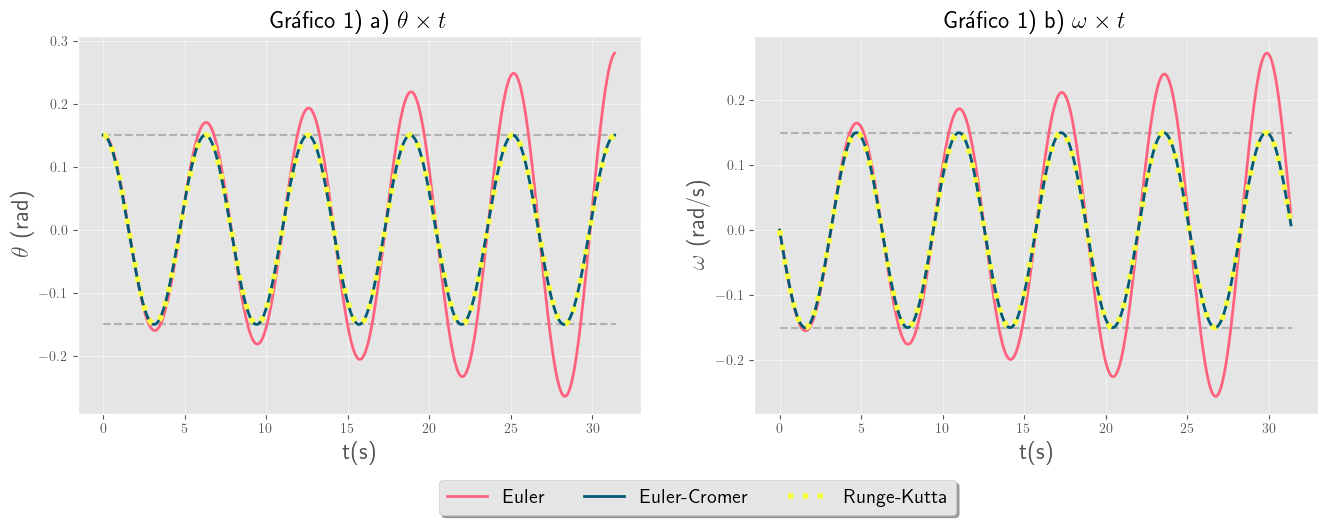 Gráfico 1) a) θ × t
0.3
0.2
0.1
0.0
−0.1
−0.2
θ (rad)
0 5 10 15 20 25 30
t(s)
Gráfico 1) b) ω × t
0.2
0.1
0.0
−0.1
−0.2
ω (rad/s)
0 5 10 15 20 25 30
t(s)
Euler Euler-Cromer Runge-Kutta